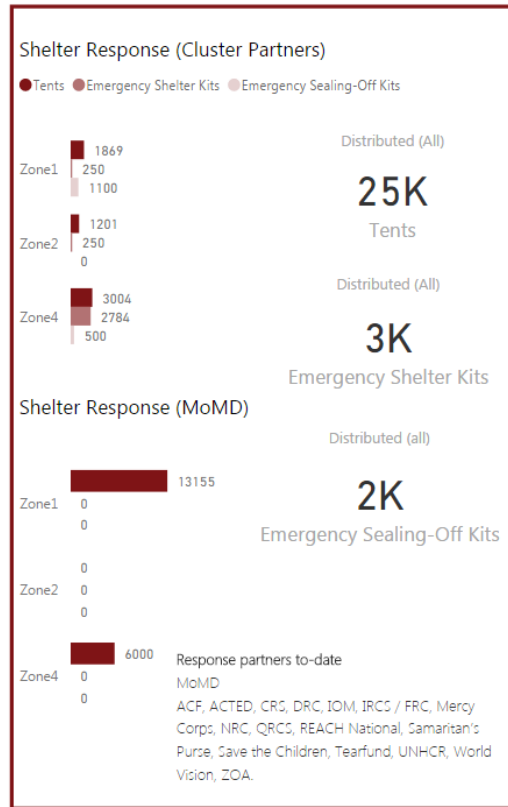 Shelter Response (Cluster Partners)
Tents Emergency Shelter Kits Emergency Sealing-Off Kits
Zone1
1869
250
1100
Zone2
1201
250
0
Zone4
3004
2784
500
Distributed (All)
25K
Tents
Distributed (All)
3K
Emergency Shelter Kits
Shelter Response (MoMD)
Distributed (all)
2K
Emergency Sealing-Off Kits
Zone1
13155
0
0
Zone2
0
0
0
Zone4
6000
0
0
Response partners to-date
MoMD
ACF, ACTED, CRS, DRC, IOM, IRCS / FRC, Mercy
Corps, NRC, QRCS, REACH National, Samaritan's
Purse, Save the Children, Tearfund, UNHCR, World
Vision, ZOA.